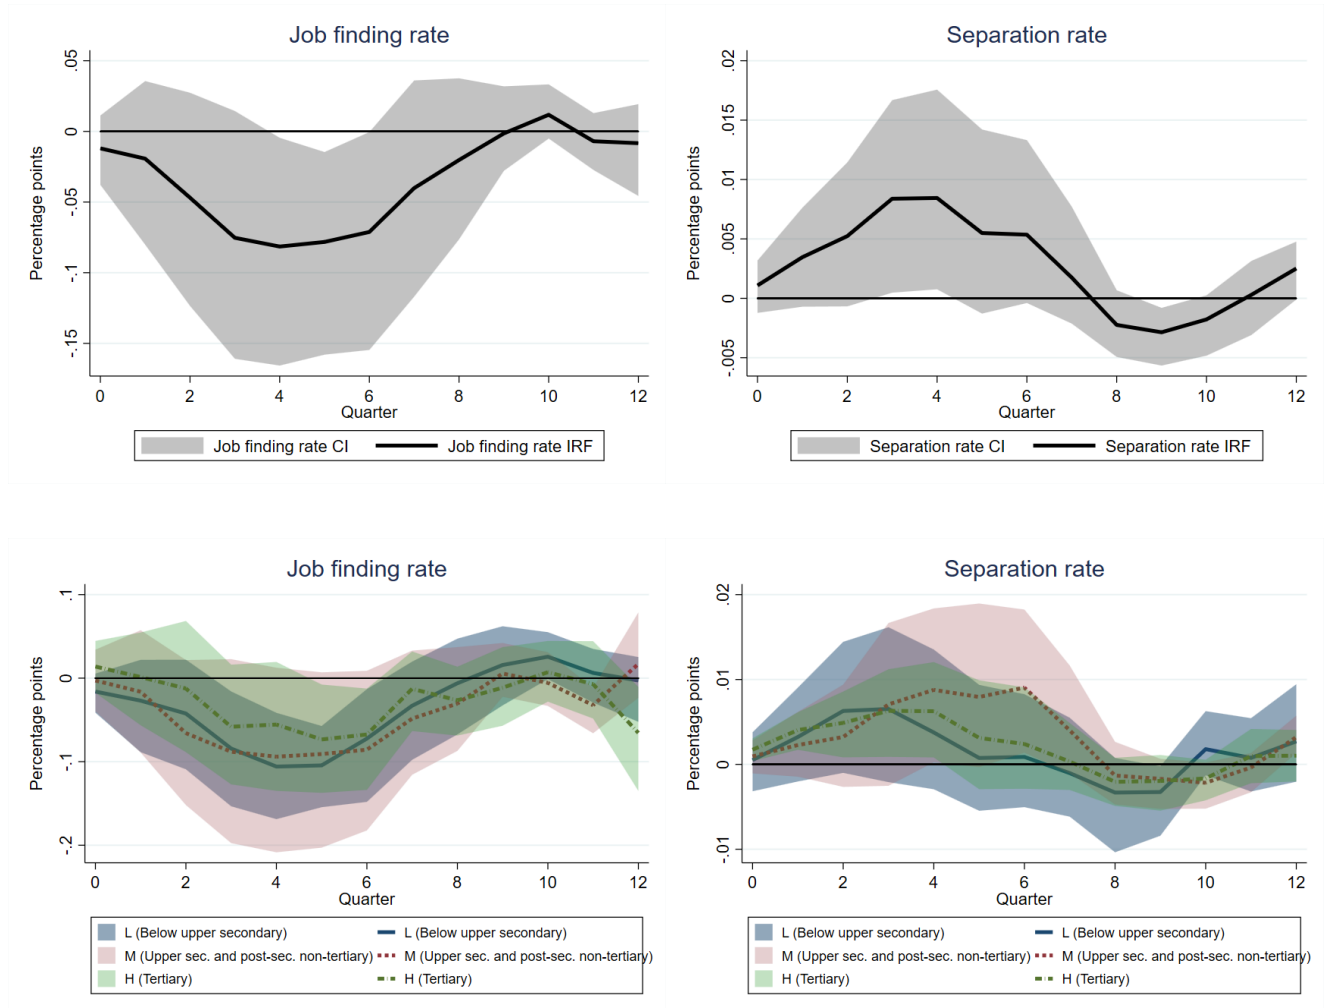 Job finding rate
Percentage points
.05
0
-.05
-.1
-.15
0 2 4 6 8 10 12
Quarter
Job finding rate CI Job finding rate IRF
Separation rate
Percentage points
.02
.015
.01
.005
0
-.005
0 2 4 6 8 10 12
Quarter
Separation rate CI Separation rate IRF
Job finding rate
Percentage points
.1
0
-.1
-.2
0 2 4 6 8 10 12
Quarter
L (Below upper secondary) L (Below upper secondary)
M (Upper sec. and post-sec. non-tertiary) M (Upper sec. and post-sec. non-tertiary)
H (Tertiary) H (Tertiary)
Separation rate
Percentage points
.02
.01
0
-.01
0 2 4 6 8 10 12
Quarter
L (Below upper secondary) L (Below upper secondary)
M (Upper sec. and post-sec. non-tertiary) M (Upper sec. and post-sec. non-tertiary)
H (Tertiary) H (Tertiary)